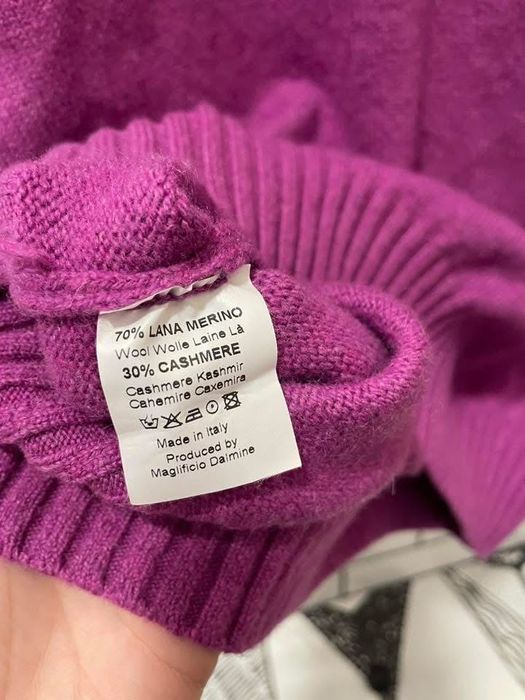 70% LANA MERINO
Wool Wolle Laine Là
30% CASHMERE
Cashmere Kashmir
Cahemire Caxemira
Made in Italy
Produced by
Maglificio Dalmine